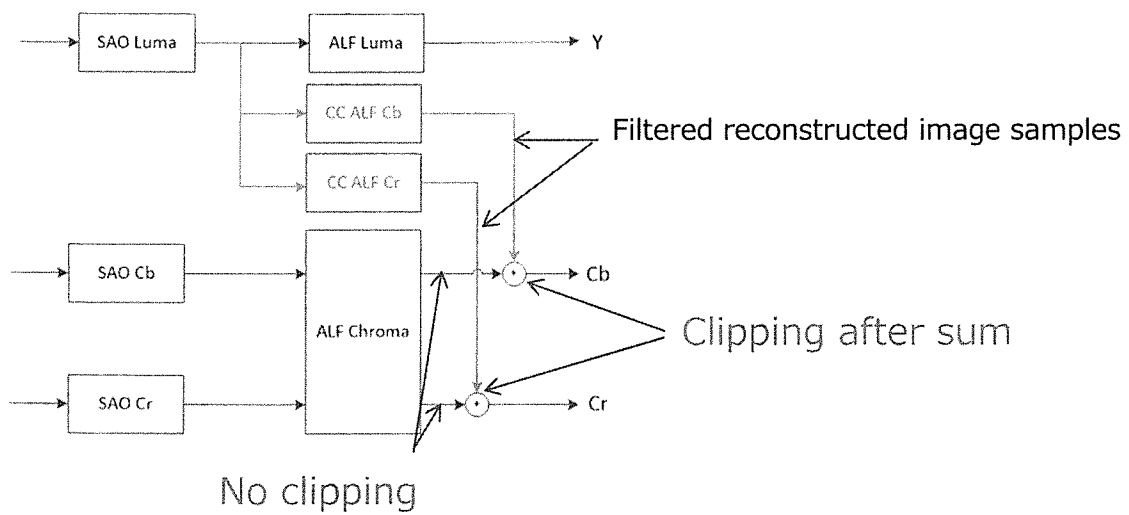 SAO Luma
ALF Luma
Y
CC ALF Cb
Filtered reconstructed image samples
CC ALF Cr
SAO Cb
Cb
ALF Chroma
Clipping after sum
SAO Cr
Cr
No clipping